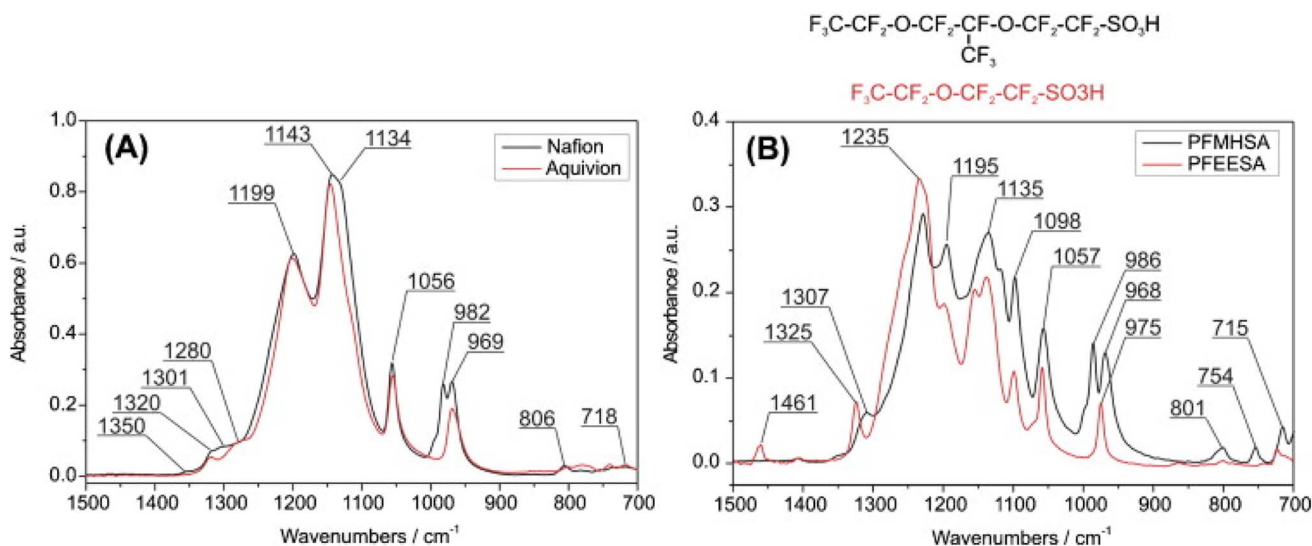 F₃C-CF₂-O-CF₂-CF-O-CF₂-CF₂-SO₃H
CF₃
F₃C-CF₂-O-CF₂-CF₂-SO3H
(A)
Nafion
Aquivion
1143
1134
1199
1056
982
969
1280
1301
1320
1350
806
718
1.0
0.8
0.6
0.4
0.2
0.0
Absorbance / a.u.
1500 1400 1300 1200 1100 1000 900 800 700
Wavenumbers / cm⁻¹
(B)
PFMHSA
PFEESA
1235
1195
1135
1098
1057
986
968
975
1307
1325
1461
715
754
801
0.4
0.3
0.2
0.1
0.0
Absorbance / a.u.
1500 1400 1300 1200 1100 1000 900 800 700
Wavenumbers / cm⁻¹